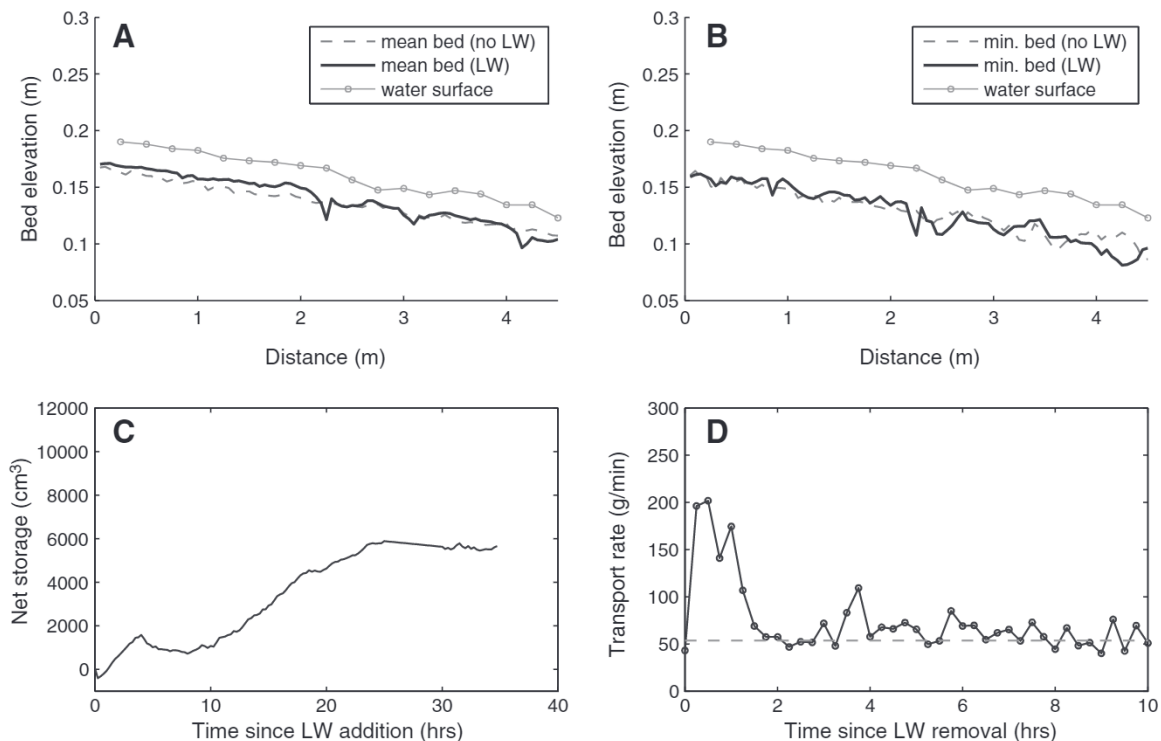 A
mean bed (no LW)
mean bed (LW)
water surface
Bed elevation (m)
0.3
0.25
0.2
0.15
0.1
0.05
0 1 2 3 4
Distance (m)
B
min. bed (no LW)
min. bed (LW)
water surface
Bed elevation (m)
0.3
0.25
0.2
0.15
0.1
0.05
0 1 2 3 4
Distance (m)
C
Net storage (cm³)
12000
10000
8000
6000
4000
2000
0
0 10 20 30 40
Time since LW addition (hrs)
D
Transport rate (g/min)
300
250
200
150
100
50
0
0 2 4 6 8 10
Time since LW removal (hrs)